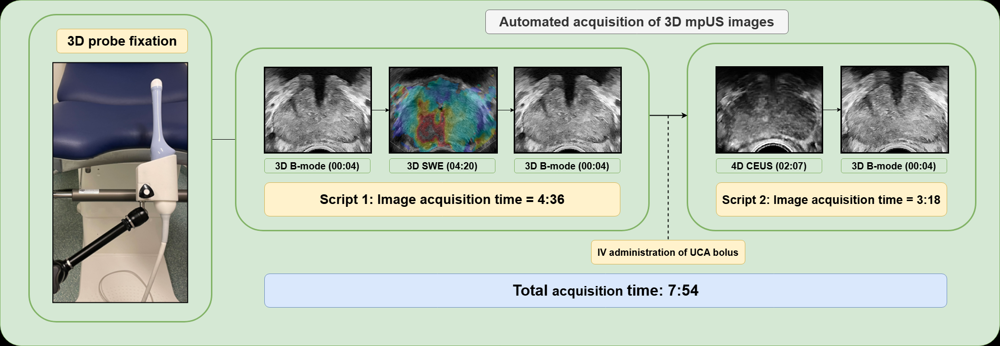 Automated acquisition of 3D mpUS images
3D probe fixation
3D B-mode (00:04)
3D SWE (04:20)
3D B-mode (00:04)
4D CEUS (02:07)
3D B-mode (00:04)
Script 1: Image acquisition time = 4:36
Script 2: Image acquisition time = 3:18
IV administration of UCA bolus
Total acquisition time: 7:54